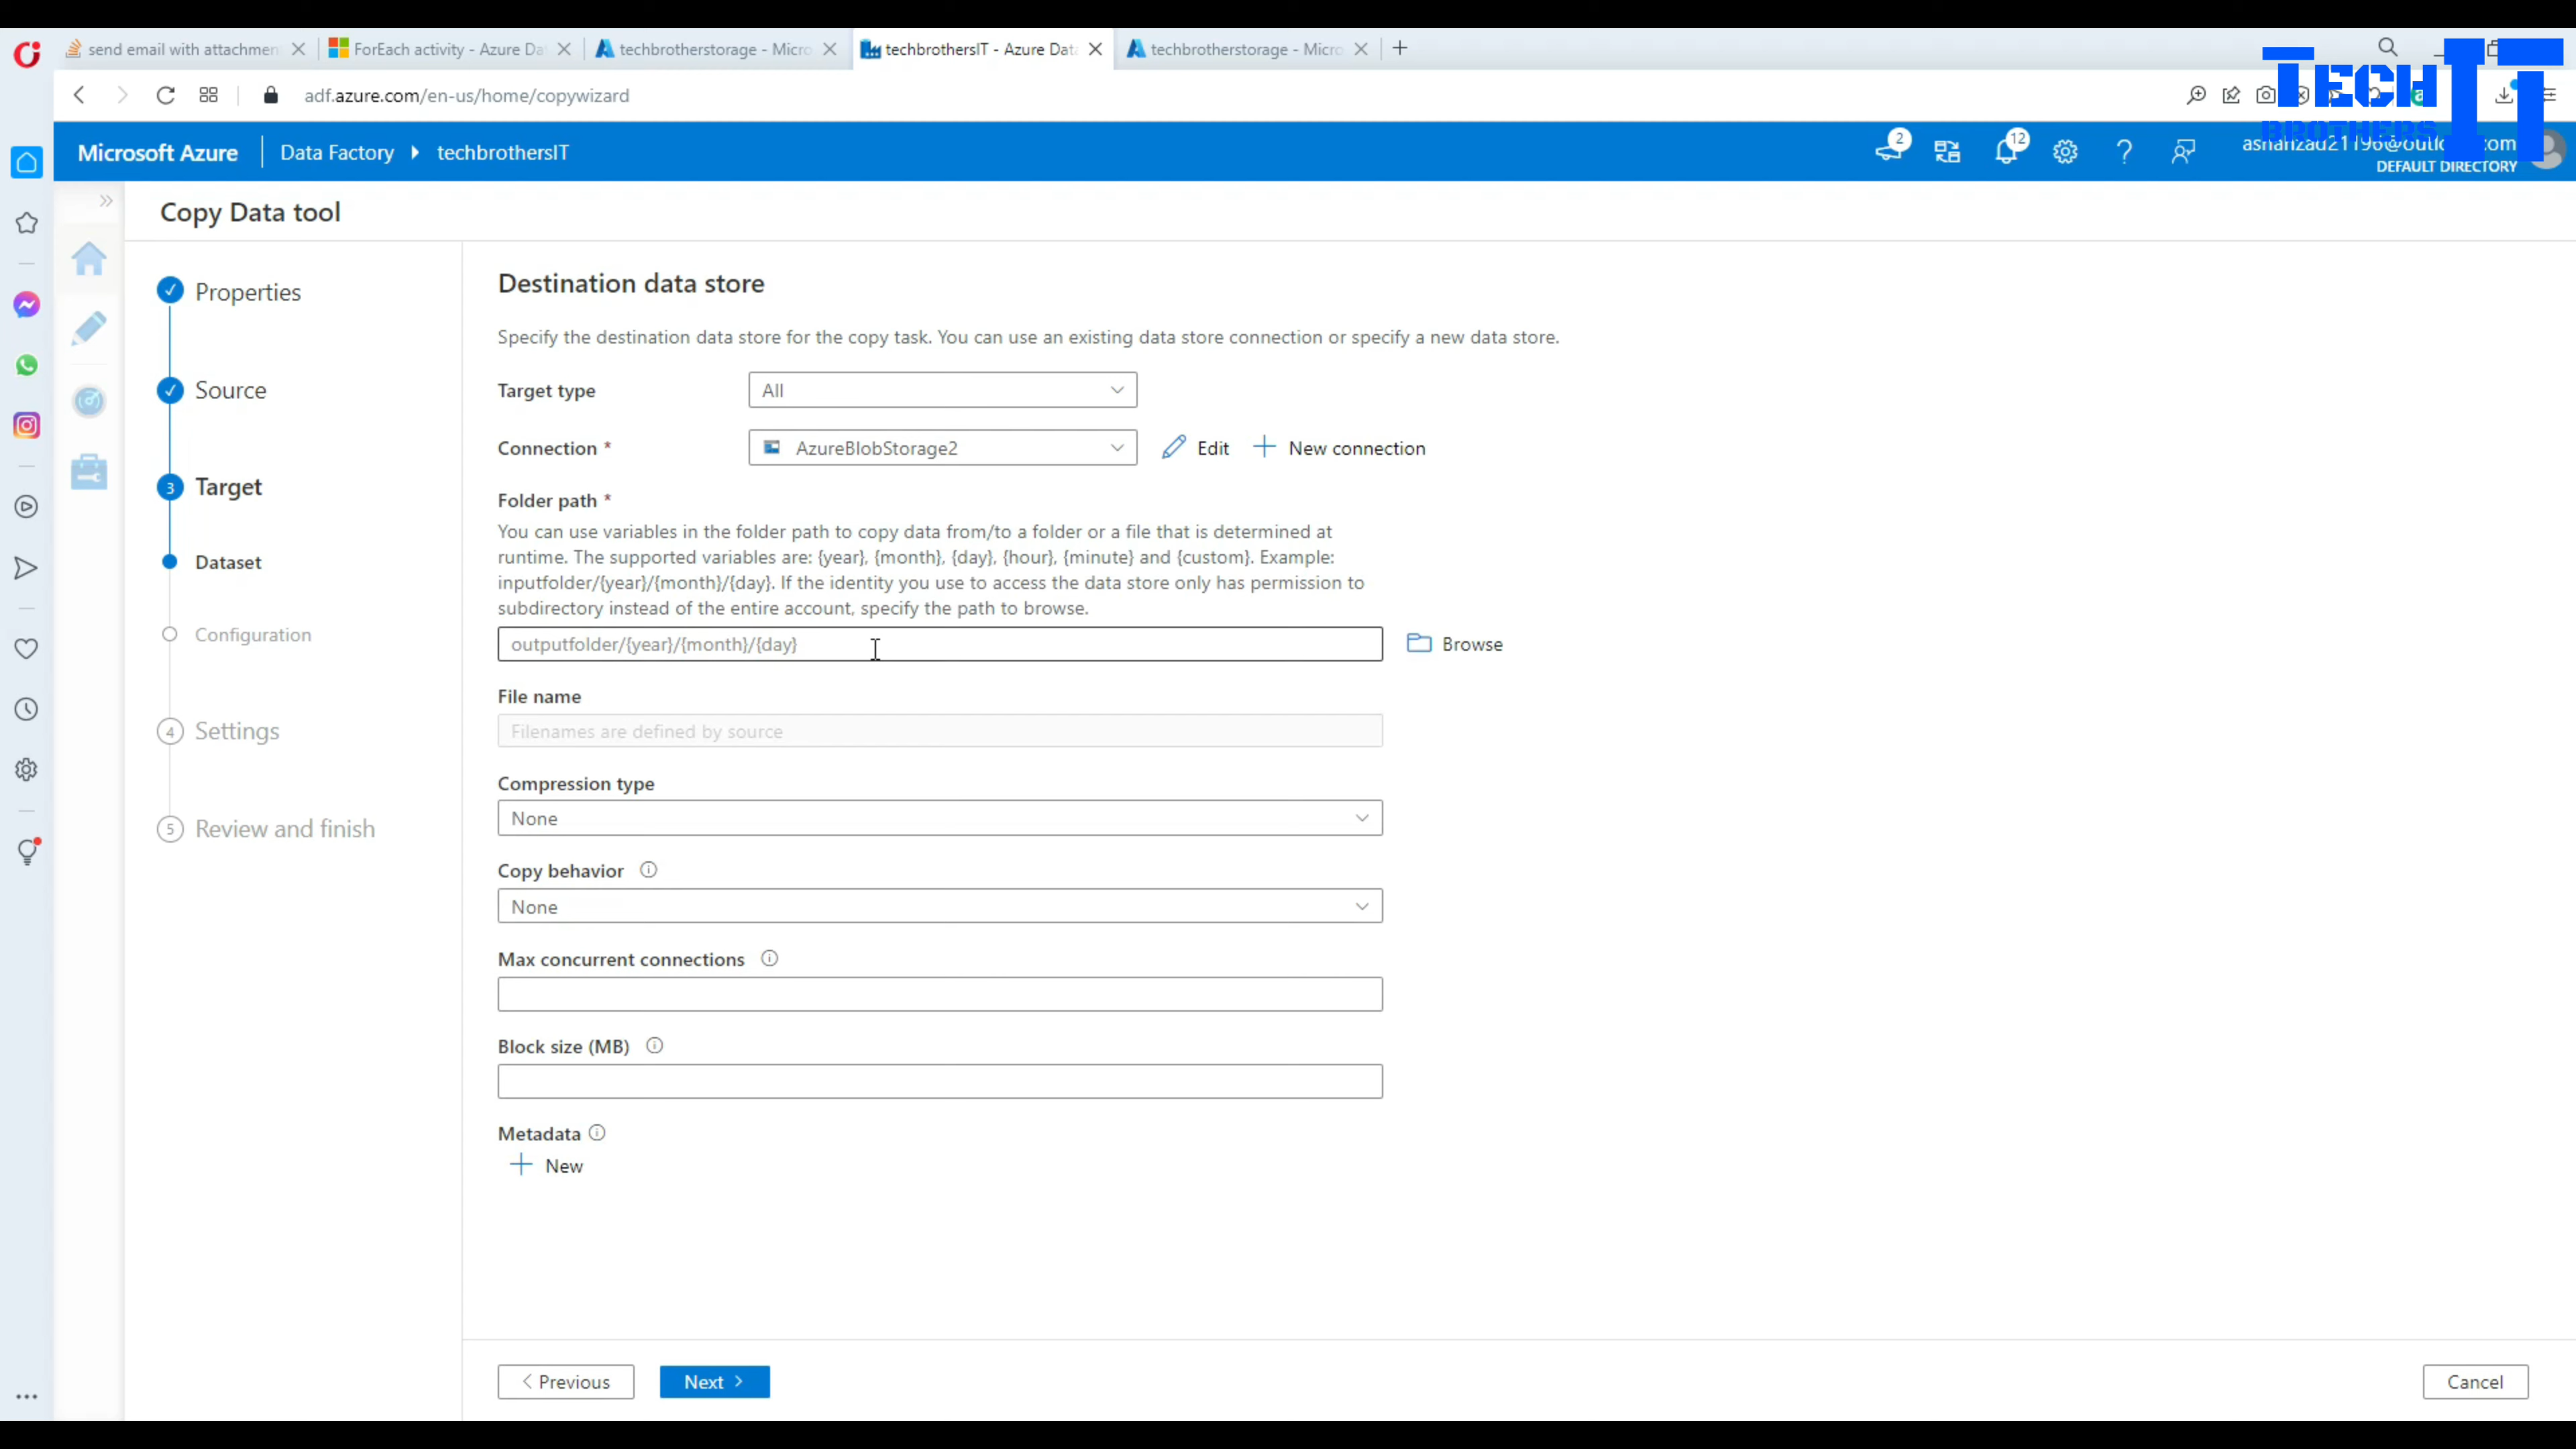 send email with attachmen
ForEach activity - Azure Dat
techbrotherstorage - Micro
techbrothersIT - Azure Data
techbrotherstorage - Micro
adf.azure.com/en-us/home/copywizard
TECH
BROTHERS
IT
Microsoft Azure
Data Factory
techbrothersIT
2
12
DEFAULT DIRECTORY
Copy Data tool
Properties
Source
3 Target
Dataset
Configuration
4 Settings
5 Review and finish
Destination data store
Specify the destination data store for the copy task. You can use an existing data store connection or specify a new data store.
Target type
All
Connection *
AzureBlobStorage2
Edit
New connection
Folder path *
You can use variables in the folder path to copy data from/to a folder or a file that is determined at
runtime. The supported variables are: {year}, {month}, {day}, {hour}, {minute} and {custom}. Example:
inputfolder/{year}/{month}/{day}. If the identity you use to access the data store only has permission to
subdirectory instead of the entire account, specify the path to browse.
outputfolder/{year}/{month}/{day}
Browse
File name
Filenames are defined by source
Compression type
None
Copy behavior
None
Max concurrent connections
Block size (MB)
Metadata
New
Previous
Next
Cancel